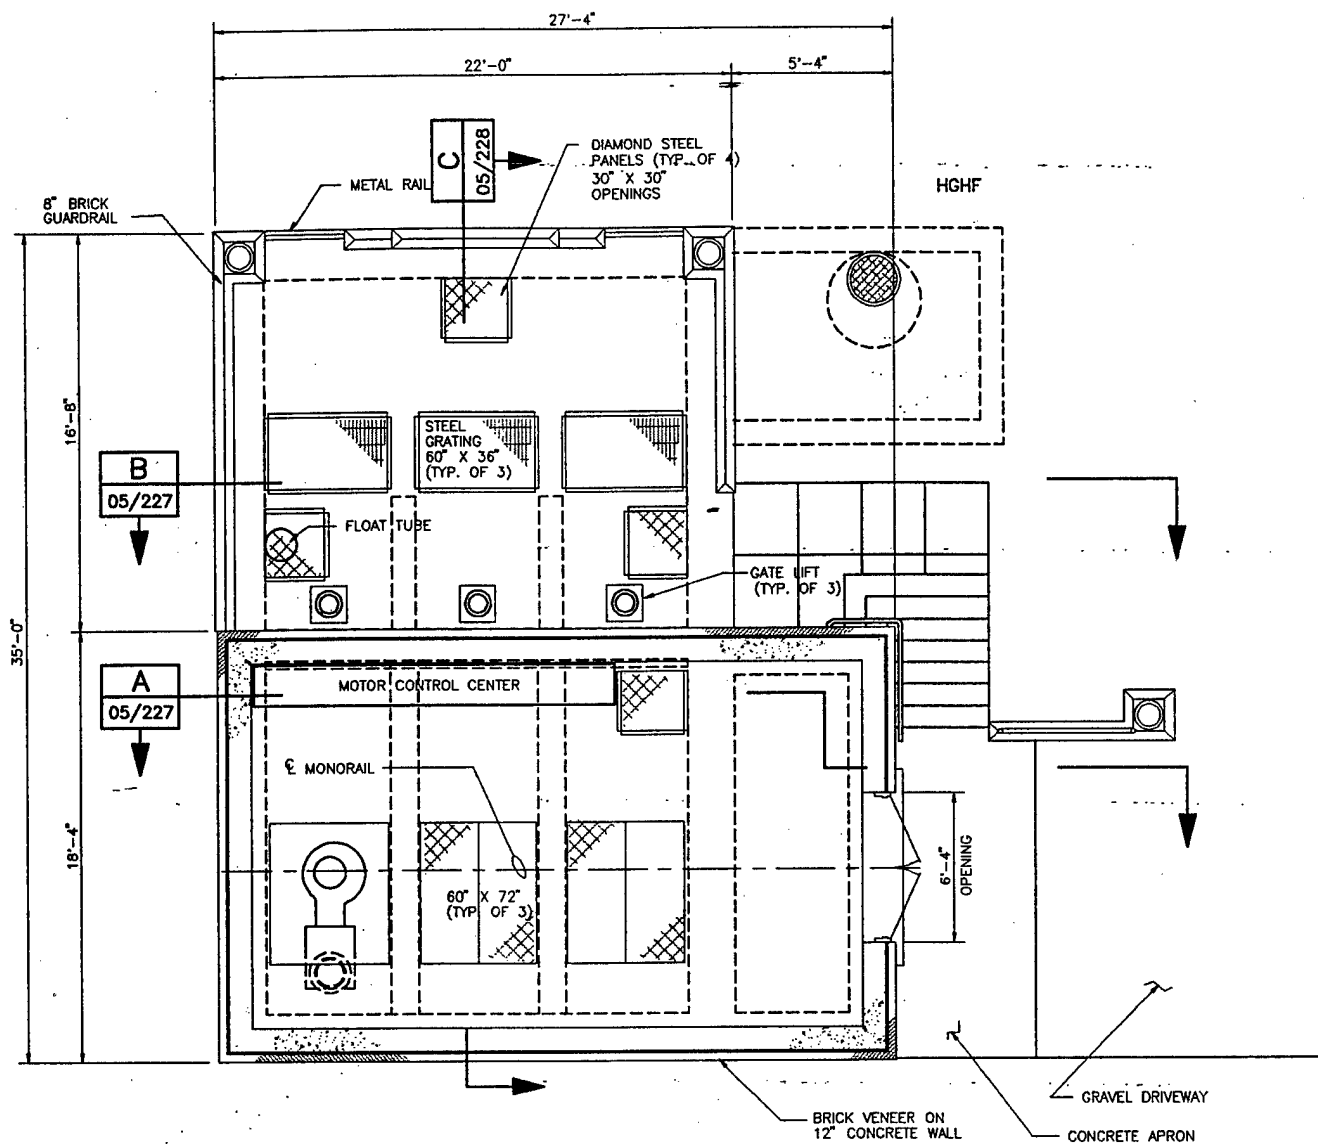 27'-4"
22'-0"
5'-4"
C
05/228
DIAMOND STEEL
PANELS (TYP. OF 4)
30" X 30"
OPENINGS
HGHF
METAL RAIL
8" BRICK
GUARDRAIL
16'-8"
STEEL
GRATING
60" X 36"
(TYP. OF 3)
B
05/227
FLOAT TUBE
GATE LIFT
(TYP. OF 3)
35'-0"
A
05/227
MOTOR CONTROL CENTER
℄ MONORAIL
18'-4"
60" X 72"
(TYP. OF 3)
6'-4"
OPENING
GRAVEL DRIVEWAY
BRICK VENEER ON
12" CONCRETE WALL
CONCRETE APRON